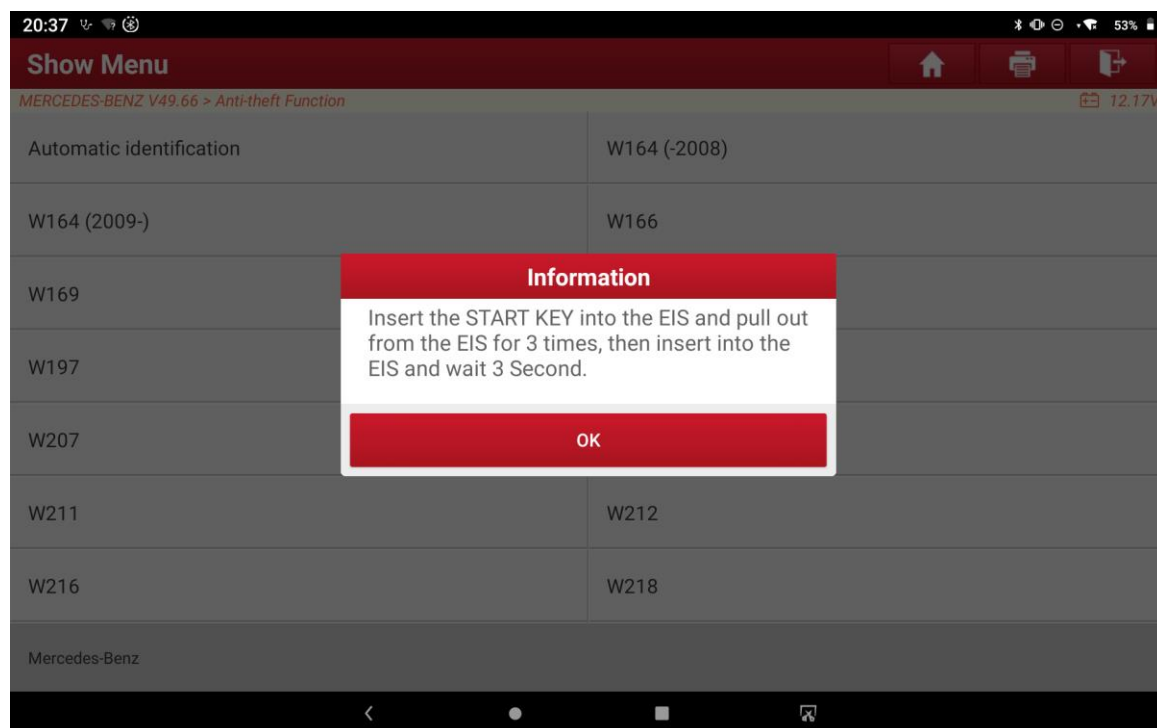 20:37
53%
Show Menu
MERCEDES-BENZ V49.66 > Anti-theft Function
12.17V
Automatic identification
W164 (-2008)
W164 (2009-)
W166
Information
W169
Insert the START KEY into the EIS and pull out
from the EIS for 3 times, then insert into the
EIS and wait 3 Second.
W197
OK
W207
W211
W212
W216
W218
Mercedes-Benz